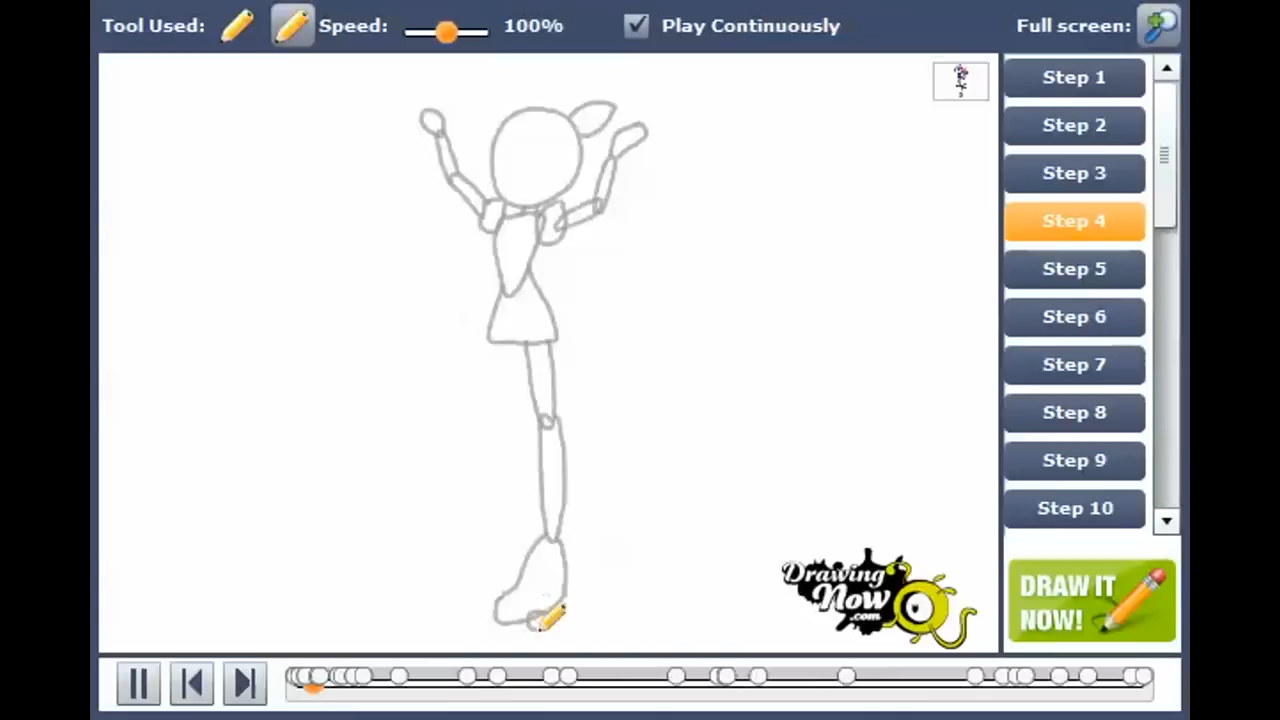 Tool Used:
Speed:
100%
Play Continuously
Full screen:
Step 1
Step 2
Step 3
Step 4
Step 5
Step 6
Step 7
Step 8
Step 9
Step 10
Drawing
Now
.com
DRAW IT
NOW!